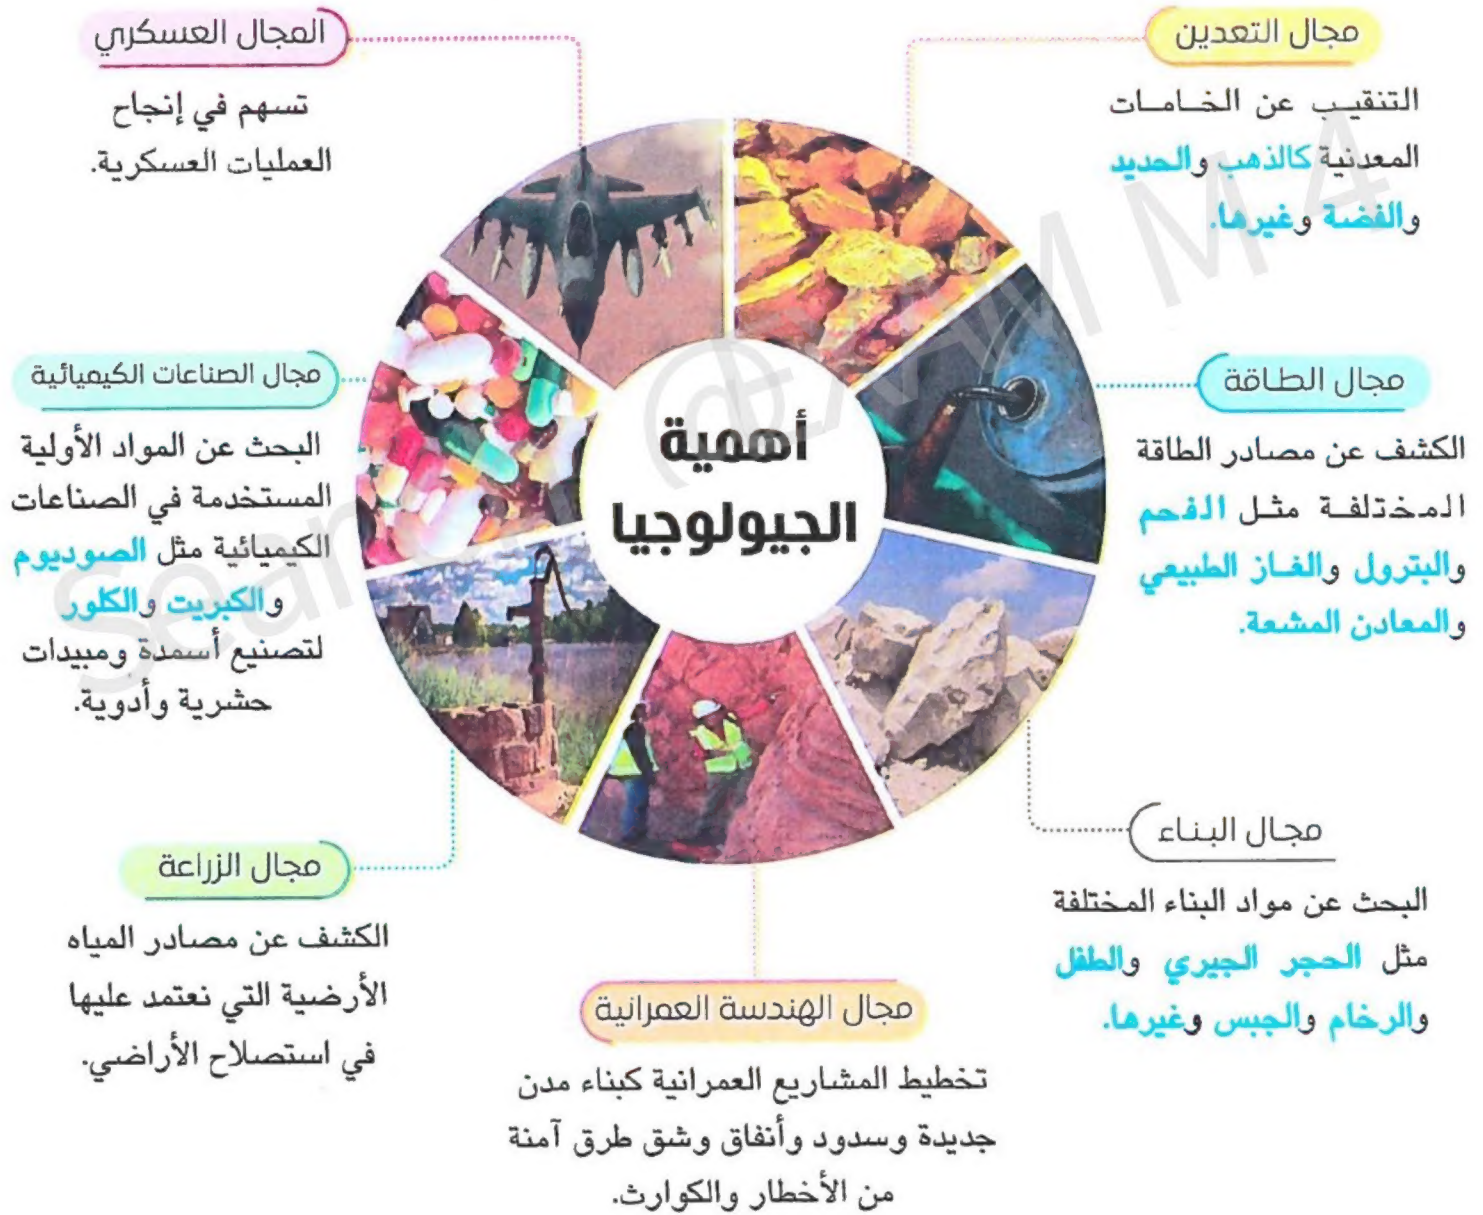 أهمية
الجيولوجيا
مجال التعدين
التنقيب عن الخامات
المعدنية كالذهب والحديد
والفضة وغيرها.
مجال الطاقة
الكشف عن مصادر الطاقة
المختلفة مثل الفحم
والبترول والغاز الطبيعي
والمعادن المشعة.
مجال البناء
البحث عن مواد البناء المختلفة
مثل الحجر الجيري والطفل
والرخام والجبس وغيرها.
مجال الهندسة العمرانية
تخطيط المشاريع العمرانية كبناء مدن
جديدة وسدود وأنفاق وشق طرق آمنة
من الأخطار والكوارث.
مجال الزراعة
الكشف عن مصادر المياه
الأرضية التي نعتمد عليها
في استصلاح الأراضي.
مجال الصناعات الكيميائية
البحث عن المواد الأولية
المستخدمة في الصناعات
الكيميائية مثل الصوديوم
والكبريت والكلور
لتصنيع أسمدة ومبيدات
حشرية وأدوية.
المجال العسكري
تسهم في إنجاح
العمليات العسكرية.